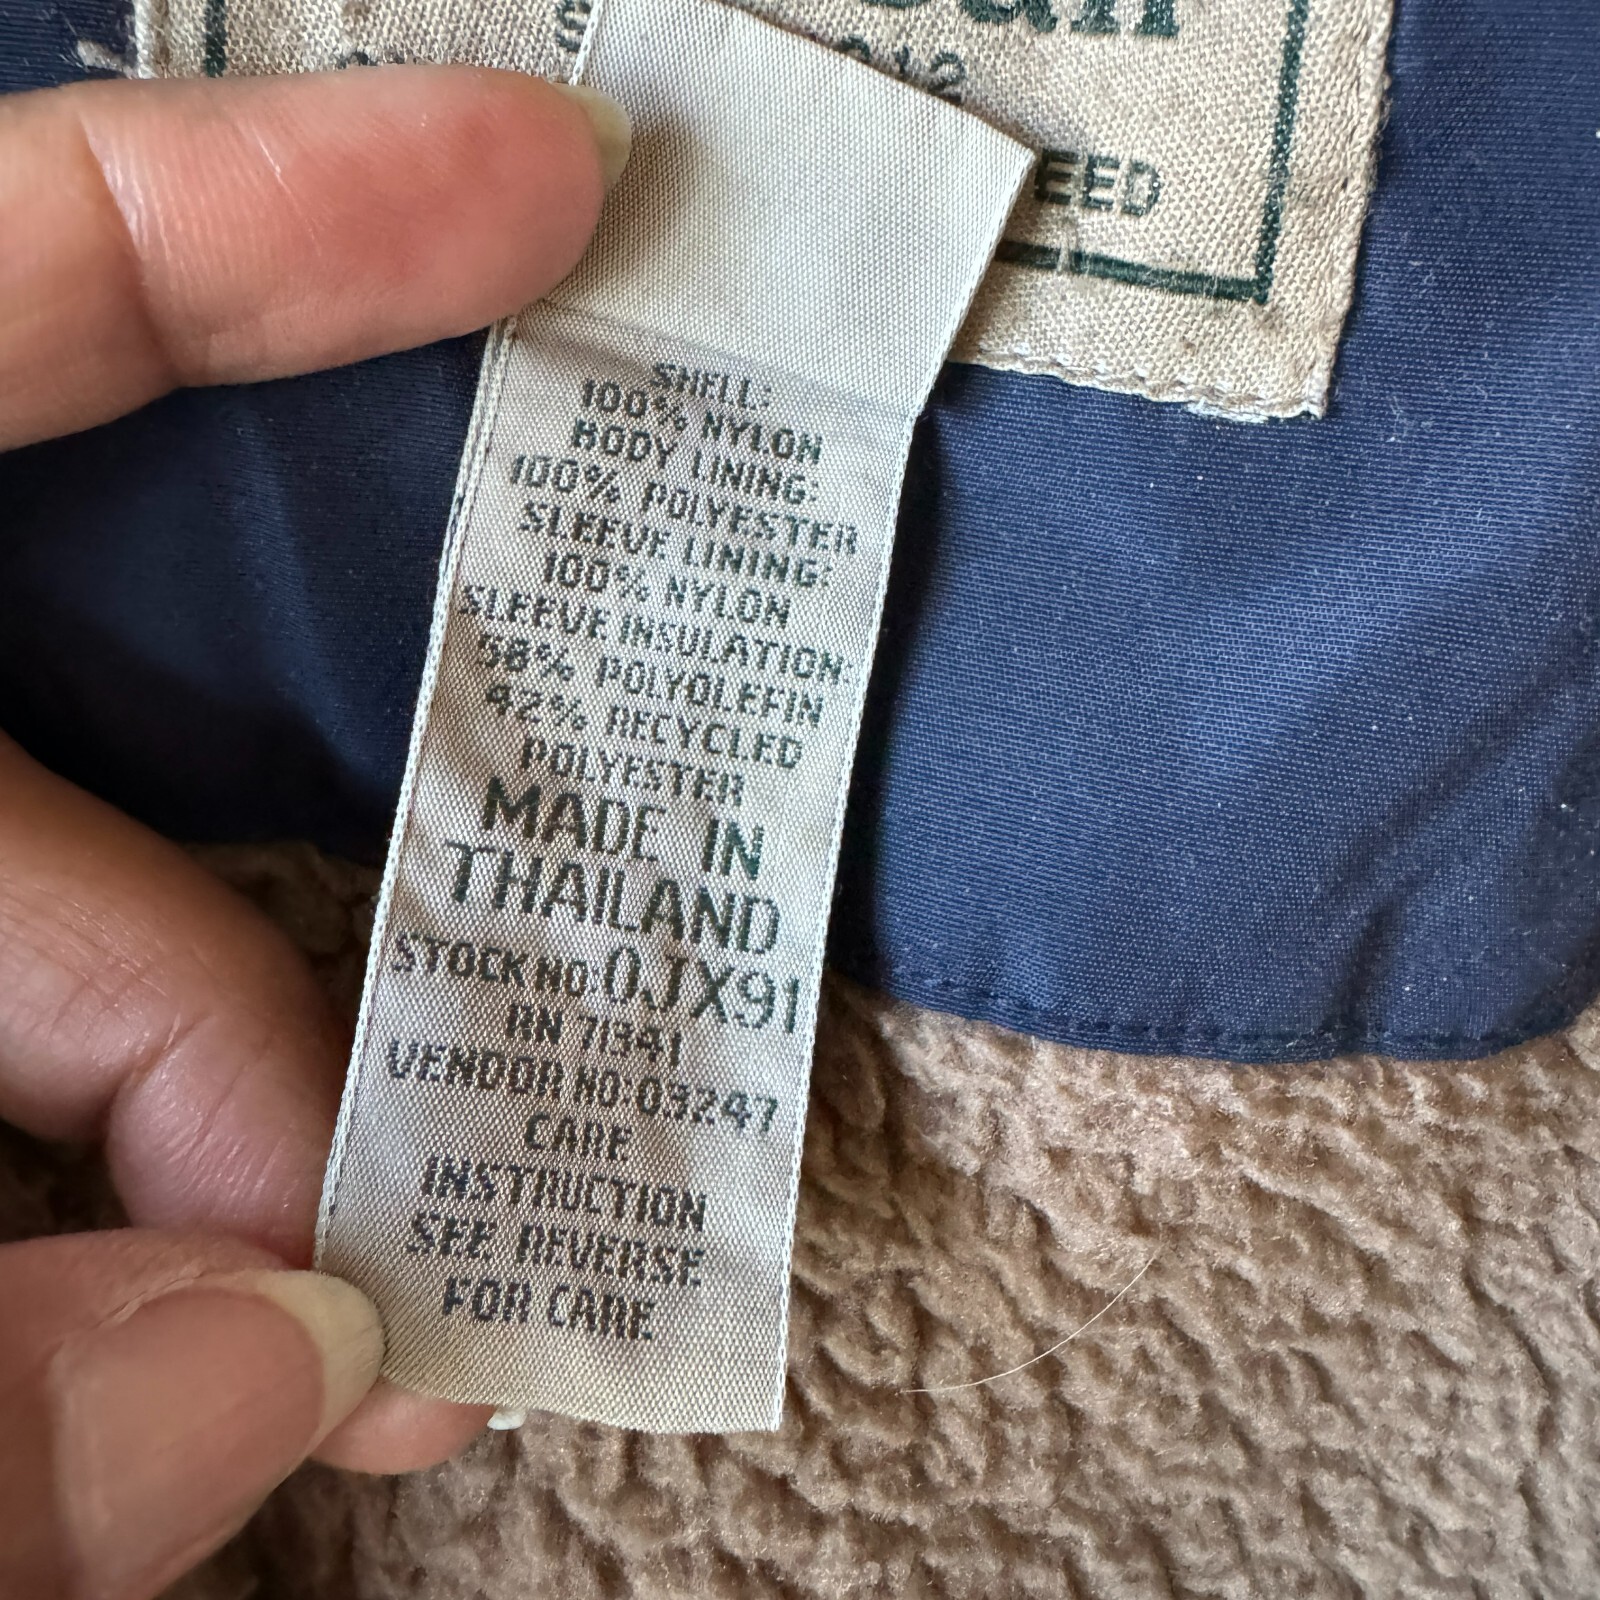 EED
SHELL:
100% NYLON
BODY LINING:
100% POLYESTER
SLEEVE LINING:
100% NYLON
SLEEVE INSULATION:
58% POLYOLEFIN
42% RECYCLED
POLYESTER
MADE IN
THAILAND
STOCK NO: 0JX91
RN 71341
VENDOR NO: 03247
CARE
INSTRUCTION
SEE REVERSE
FOR CARE